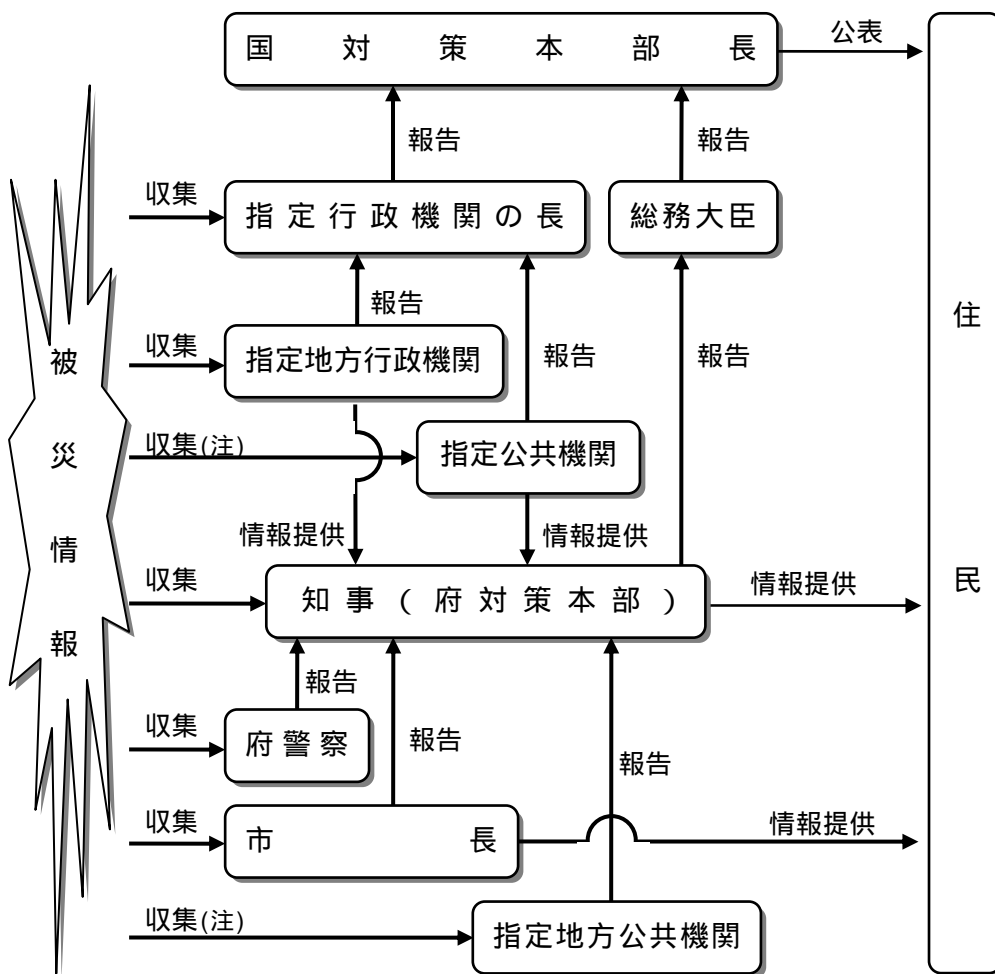 国対策本部長
公表
報告
報告
収集
指定行政機関の長
総務大臣
報告
収集
指定地方行政機関
報告
報告
収集(注)
指定公共機関
情報提供
情報提供
収集
知事(府対策本部)
情報提供
報告
収集
府警察
報告
報告
収集
市長
情報提供
収集(注)
指定地方公共機関
被災情報
住民